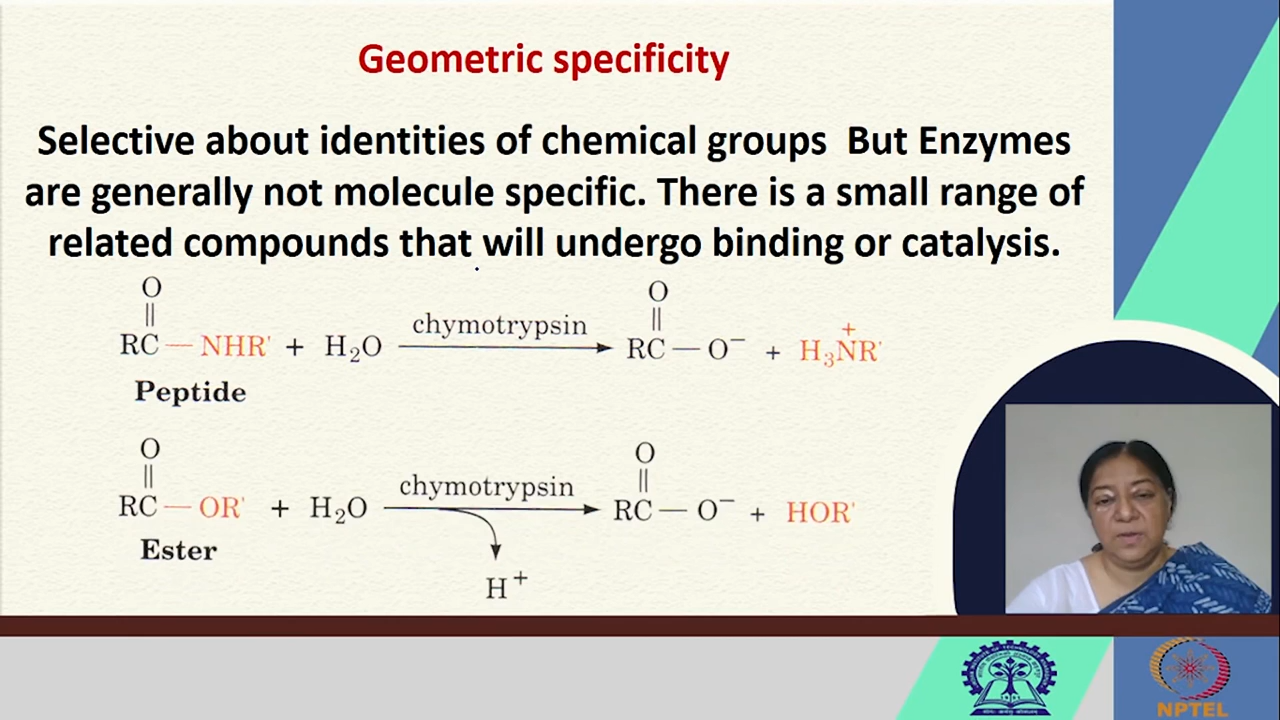 Geometric specificity
Selective about identities of chemical groups But Enzymes
are generally not molecule specific. There is a small range of
related compounds that will undergo binding or catalysis.
O
||
RC — NHR' + H₂O
chymotrypsin
O
||
RC — O⁻ + H₃N⁺R'
Peptide
O
||
RC — OR' + H₂O
chymotrypsin
O
||
RC — O⁻ + HOR'
Ester
H⁺
NPTEL